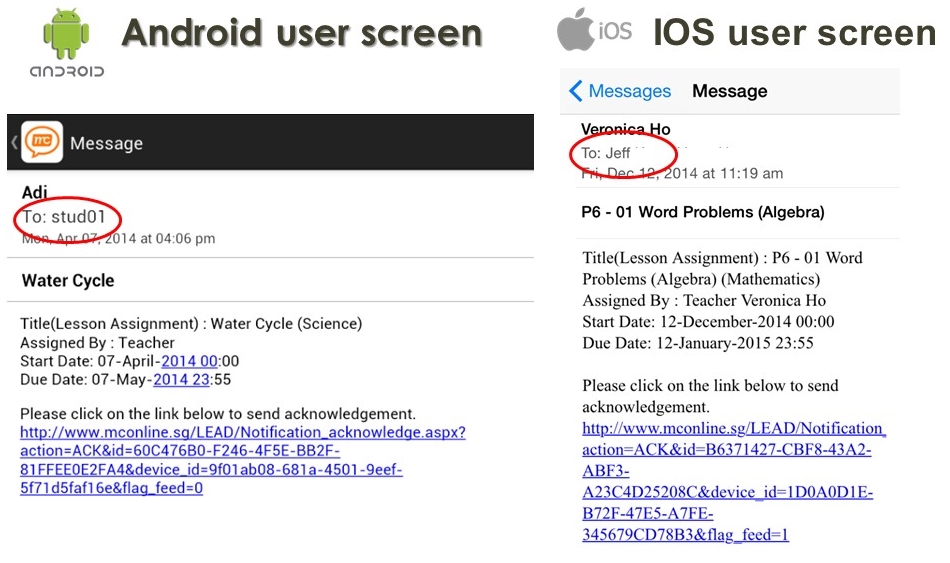 Android user screen
ANDROID
Message
Adi
To: stud01
Mon, Apr 07, 2014 at 04:06 pm
Water Cycle
Title(Lesson Assignment) : Water Cycle (Science)
Assigned By : Teacher
Start Date: 07-April-2014 00:00
Due Date: 07-May-2014 23:55
Please click on the link below to send acknowledgement.
http://www.mconline.sg/LEAD/Notification_acknowledge.aspx?
action=ACK&id=60C476B0-F246-4F5E-BB2F-
81FFEE0E2FA4&device_id=9f01ab08-681a-4501-9eef-
5f71d5faf16e&flag_feed=0
iOS
IOS user screen
Messages Message
Veronica Ho
To: Jeff
Fri, Dec 12, 2014 at 11:19 am
P6 - 01 Word Problems (Algebra)
Title(Lesson Assignment) : P6 - 01 Word
Problems (Algebra) (Mathematics)
Assigned By : Teacher Veronica Ho
Start Date: 12-December-2014 00:00
Due Date: 12-January-2015 23:55
Please click on the link below to send
acknowledgement.
http://www.mconline.sg/LEAD/Notification_
action=ACK&id=B6371427-CBF8-43A2-
ABF3-
A23C4D25208C&device_id=1D0A0D1E-
B72F-47E5-A7FE-
345679CD78B3&flag_feed=1